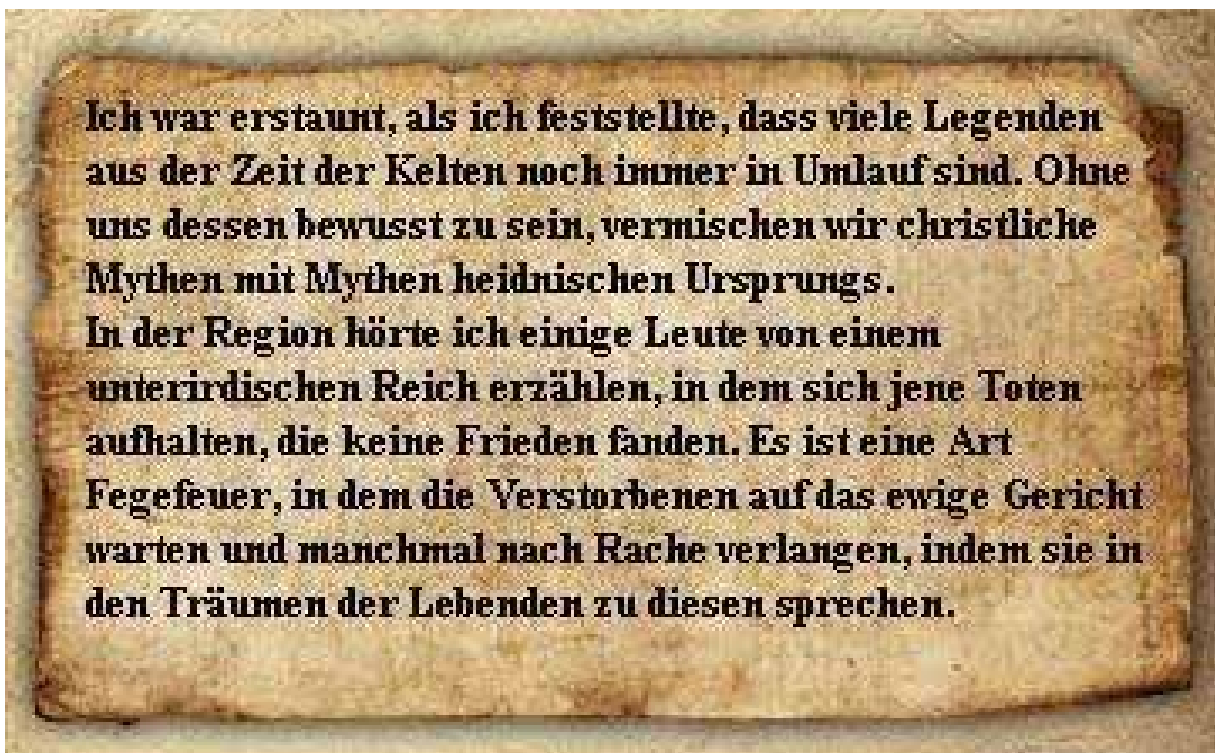 Ich war erstaunt, als ich feststellte, dass viele Legenden
aus der Zeit der Kelten noch immer in Umlauf sind. Ohne
uns dessen bewusst zu sein, vermischen wir christliche
Mythen mit Mythen heidnischen Ursprungs.
In der Region hörte ich einige Leute von einem
unterirdischen Reich erzählen, in dem sich jene Toten
aufhalten, die keine Frieden fanden. Es ist eine Art
Fegefeuer, in dem die Verstorbenen auf das ewige Gericht
warten und manchmal nach Rache verlangen, indem sie in
den Träumen der Lebenden zu diesen sprechen.